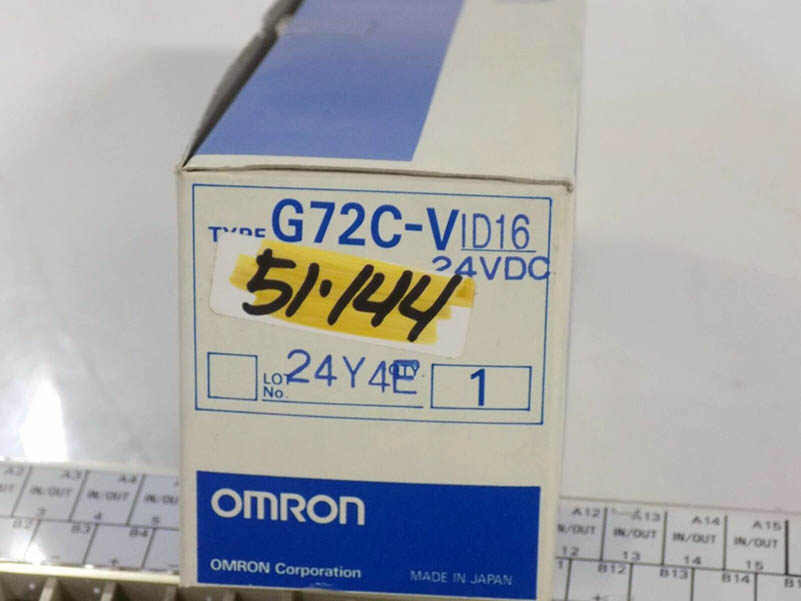 TYPE G72C-VID16
24VDC
51.144
LOT No. 24Y4E QTY 1
OMRON
OMRON Corporation MADE IN JAPAN
A2 A3 A4
IN/OUT IN/OUT
3 4 5
B2 B3 B4
A12 A13 A14 A15
IN/OUT IN/OUT IN/OUT
12 13 14 15
B12 B13 B14